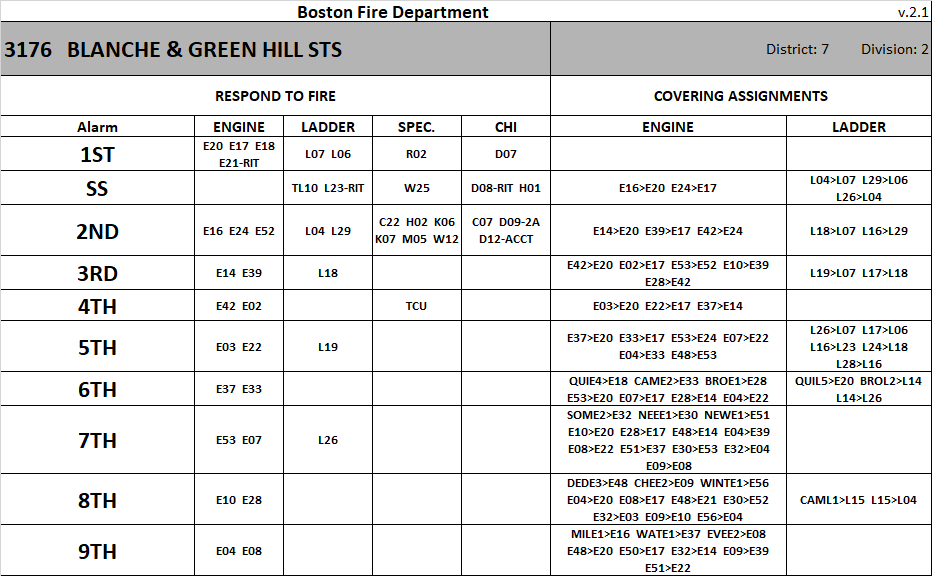 Boston Fire Department
v.2.1
3176 BLANCHE & GREEN HILL STS
District: 7 Division: 2
RESPOND TO FIRE
COVERING ASSIGNMENTS
Alarm ENGINE LADDER SPEC. CHI ENGINE LADDER
1ST
E20 E17 E18
E21-RIT
L07 L06
R02
D07
SS
TL10 L23-RIT
W25
D08-RIT H01
E16>E20 E24>E17
L04>L07 L29>L06
L26>L04
2ND
E16 E24 E52
L04 L29
C22 H02 K06
K07 M05 W12
C07 D09-2A
D12-ACCT
E14>E20 E39>E17 E42>E24
L18>L07 L16>L29
3RD
E14 E39
L18
E42>E20 E02>E17 E53>E52 E10>E39
E28>E42
L19>L07 L17>L18
4TH
E42 E02
TCU
E03>E20 E22>E17 E37>E14
5TH
E03 E22
L19
E37>E20 E33>E17 E53>E24 E07>E22
E04>E33 E48>E53
L26>L07 L17>L06
L16>L23 L24>L18
L28>L16
6TH
E37 E33
QUIE4>E18 CAME2>E33 BROE1>E28
E53>E20 E07>E17 E28>E14 E04>E22
QUIL5>E20 BROL2>L14
L14>L26
7TH
E53 E07
L26
SOME2>E32 NEEE1>E30 NEWE1>E51
E10>E20 E28>E17 E48>E14 E04>E39
E08>E22 E51>E37 E30>E53 E32>E04
E09>E08
8TH
E10 E28
DEDE3>E48 CHEE2>E09 WINTE1>E56
E04>E20 E08>E17 E48>E21 E30>E52
E32>E03 E09>E10 E56>E04
CAML1>L15 L15>L04
9TH
E04 E08
MILE1>E16 WATE1>E37 EVEE2>E08
E48>E20 E50>E17 E32>E14 E09>E39
E51>E22